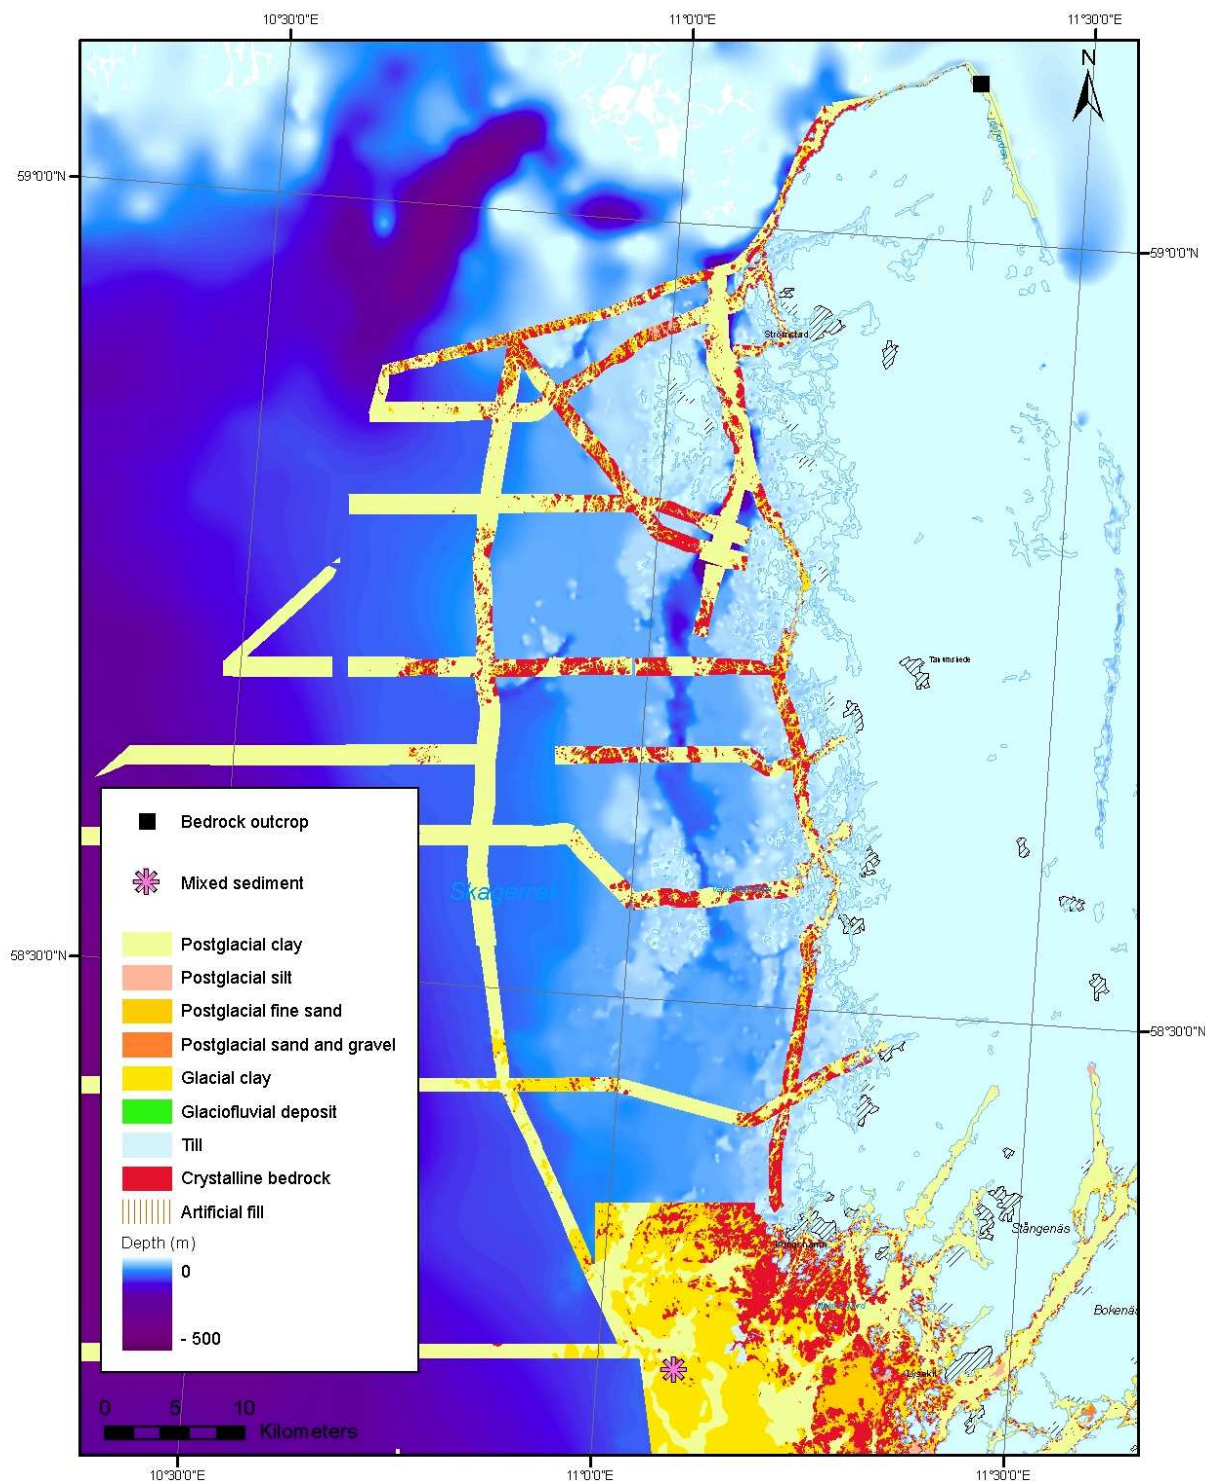 10°30'0"E
11°0'0"E
11°30'0"E
N
59°0'0"N
59°0'0"N
Strömstad
Tanumshede
Bedrock outcrop
Mixed sediment
Skagerrak
Postglacial clay
58°30'0"N
Postglacial silt
Postglacial fine sand
58°30'0"N
Postglacial sand and gravel
Glacial clay
Glaciofluvial deposit
Till
Crystalline bedrock
Artificial fill
Stångenäs
Depth (m)
0
Bokenäs
- 500
Lysekil
0 5 10
Kilometers
10°30'0"E
11°0'0"E
11°30'0"E